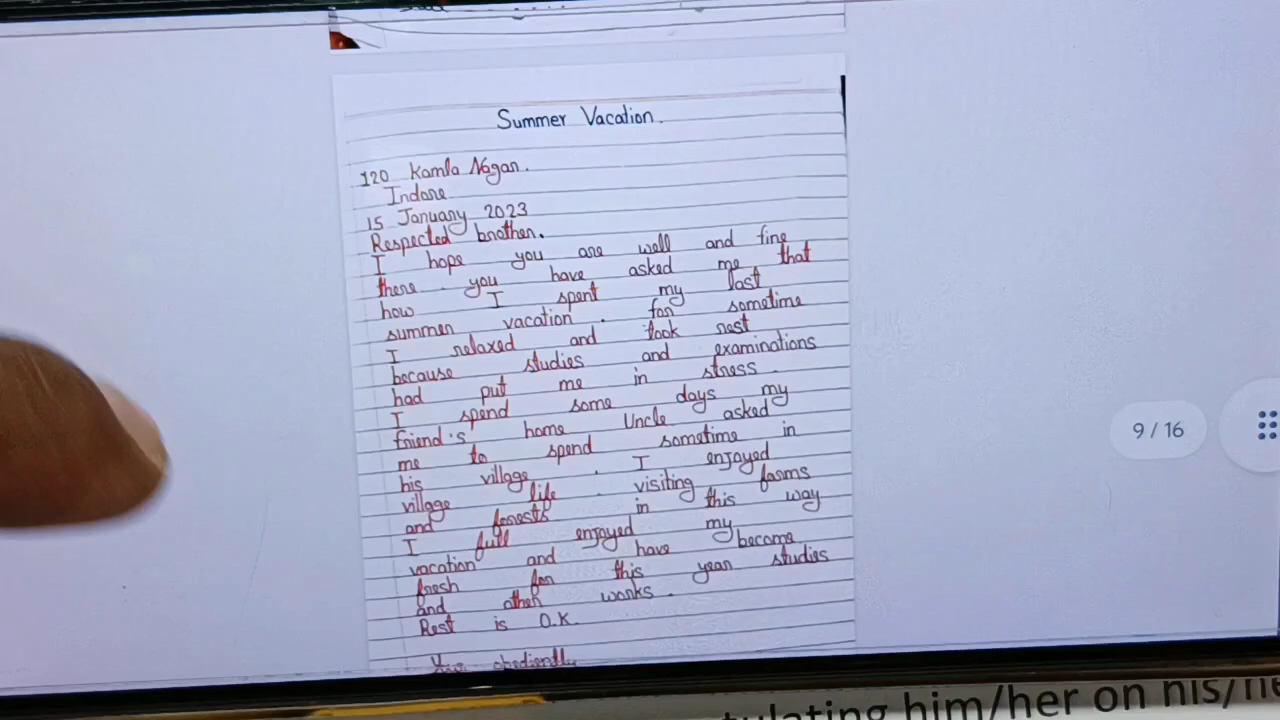 Summer Vacation.
120 Kamla Nagar.
Indore
15 January 2023
Respected brother.
I hope you are well and fine
there. you have asked me that
how I spent my last
summer vacation. for sometime
I relaxed and took rest
because studies and examinations
had put me in stress.
I spend some days my
friend's home Uncle asked
me to spend sometime in
his village. I enjoyed
village life. visiting farms
and forests in this way
I full enjoyed my
vacation and have become
fresh for this year studies
and other works.
Rest is O.K.
obediently
9 / 16
him/her on his/he